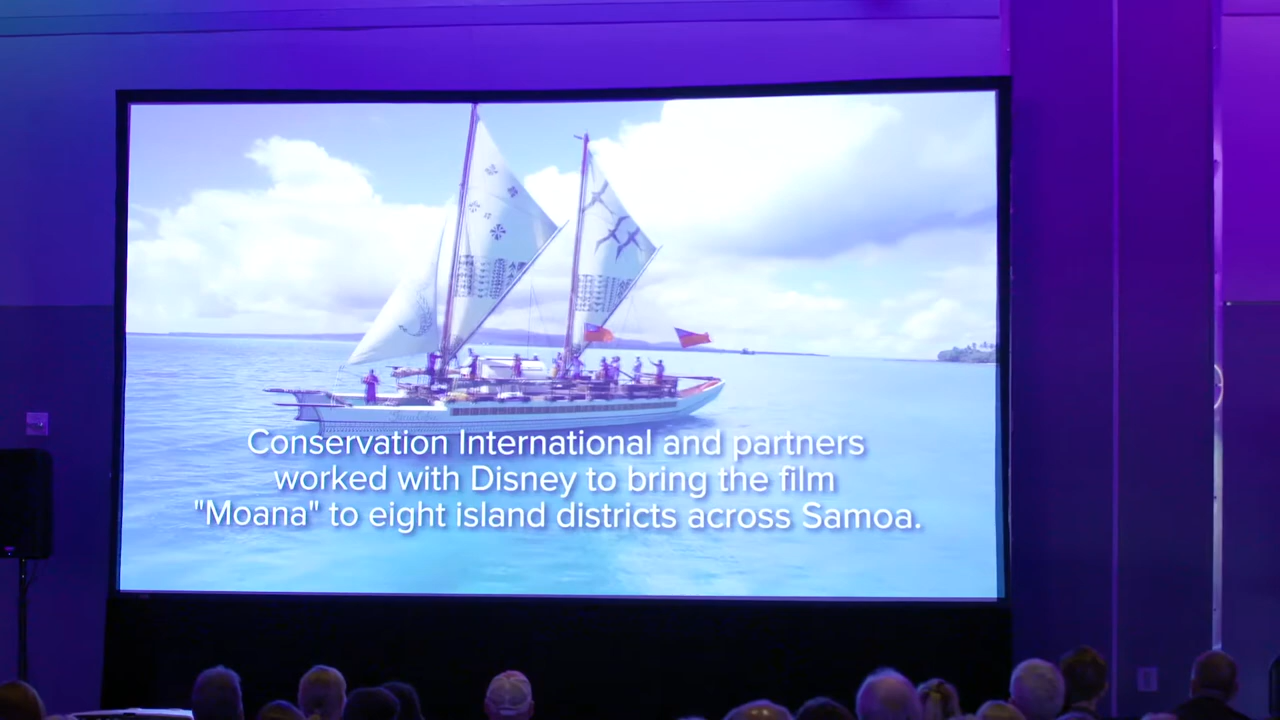 Conservation International and partners
worked with Disney to bring the film
"Moana" to eight island districts across Samoa.